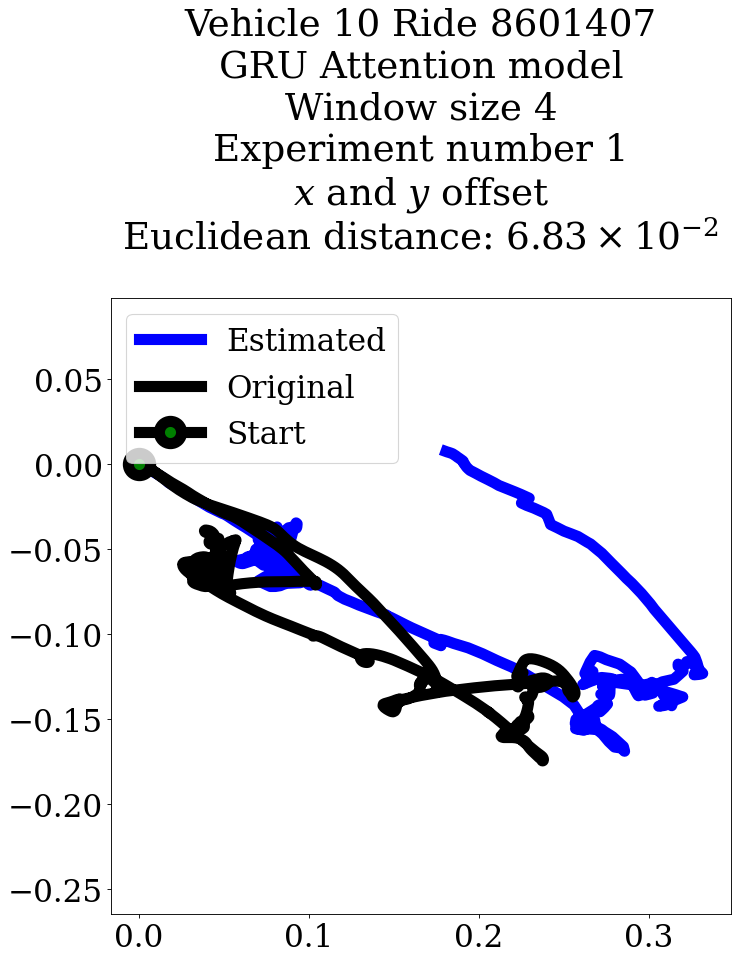 Vehicle 10 Ride 8601407
GRU Attention model
Window size 4
Experiment number 1
x and y offset
Euclidean distance: 6.83 × 10⁻²
Estimated
Original
Start
0.05
0.00
−0.05
−0.10
−0.15
−0.20
−0.25
0.0 0.1 0.2 0.3